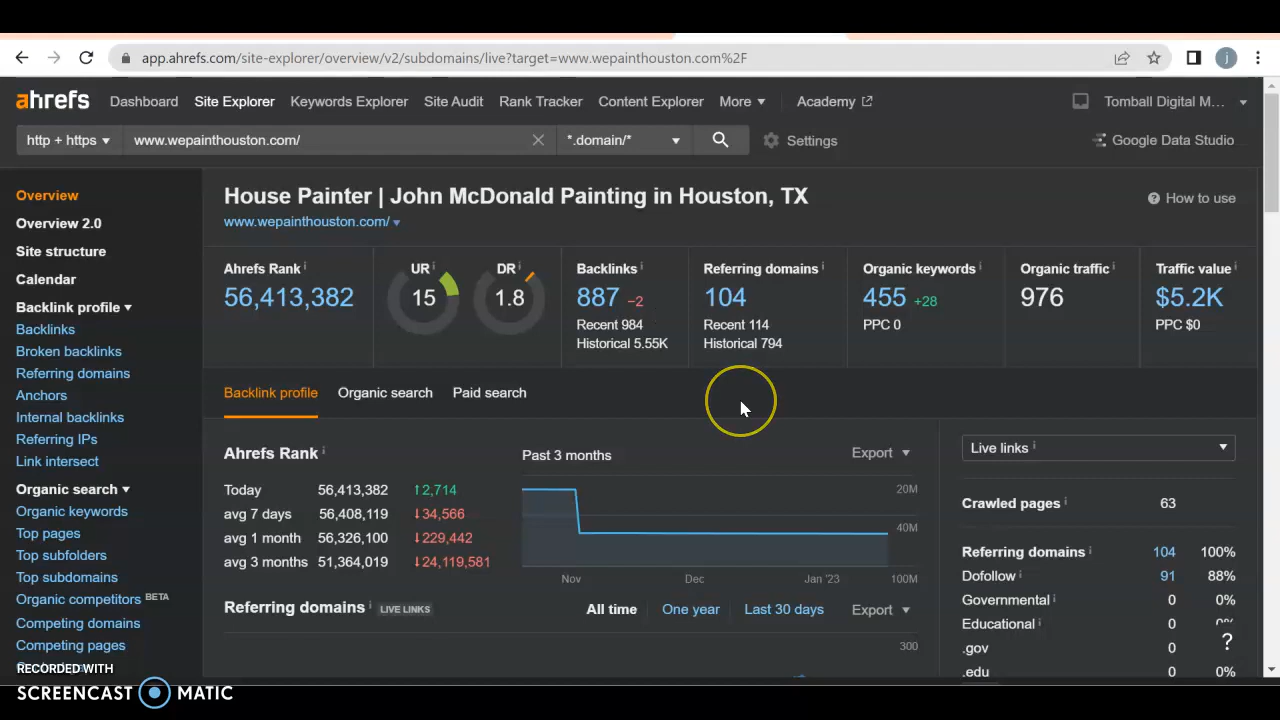 app.ahrefs.com/site-explorer/overview/v2/subdomains/live?target=www.wepainthouston.com%2F
j
ahrefs Dashboard Site Explorer Keywords Explorer Site Audit Rank Tracker Content Explorer More Academy Tomball Digital M...
http + https www.wepainthouston.com/ *.domain/* Settings Google Data Studio
Overview
Overview 2.0
Site structure
Calendar
Backlink profile
Backlinks
Broken backlinks
Referring domains
Anchors
Internal backlinks
Referring IPs
Link intersect
Organic search
Organic keywords
Top pages
Top subfolders
Top subdomains
Organic competitors BETA
Competing domains
Competing pages
House Painter | John McDonald Painting in Houston, TX
How to use
www.wepainthouston.com/
Ahrefs Rank UR DR Backlinks Referring domains Organic keywords Organic traffic Traffic value
56,413,382 15 1.8 887 −2 104 455 +28 976 $5.2K
Recent 984 Recent 114 PPC 0 PPC $0
Historical 5.55K Historical 794
Backlink profile Organic search Paid search
Ahrefs Rank Past 3 months Export
Today 56,413,382 ↑2,714
avg 7 days 56,408,119 ↓34,566
avg 1 month 56,326,100 ↓229,442
avg 3 months 51,364,019 ↓24,119,581
20M
40M
100M
Nov Dec Jan '23
Referring domains LIVE LINKS All time One year Last 30 days Export
300
Live links
Crawled pages 63
Referring domains 104 100%
Dofollow 91 88%
Governmental 0 0%
Educational 0 0%
.gov 0
.edu 0 0%
?
RECORDED WITH
SCREENCAST MATIC